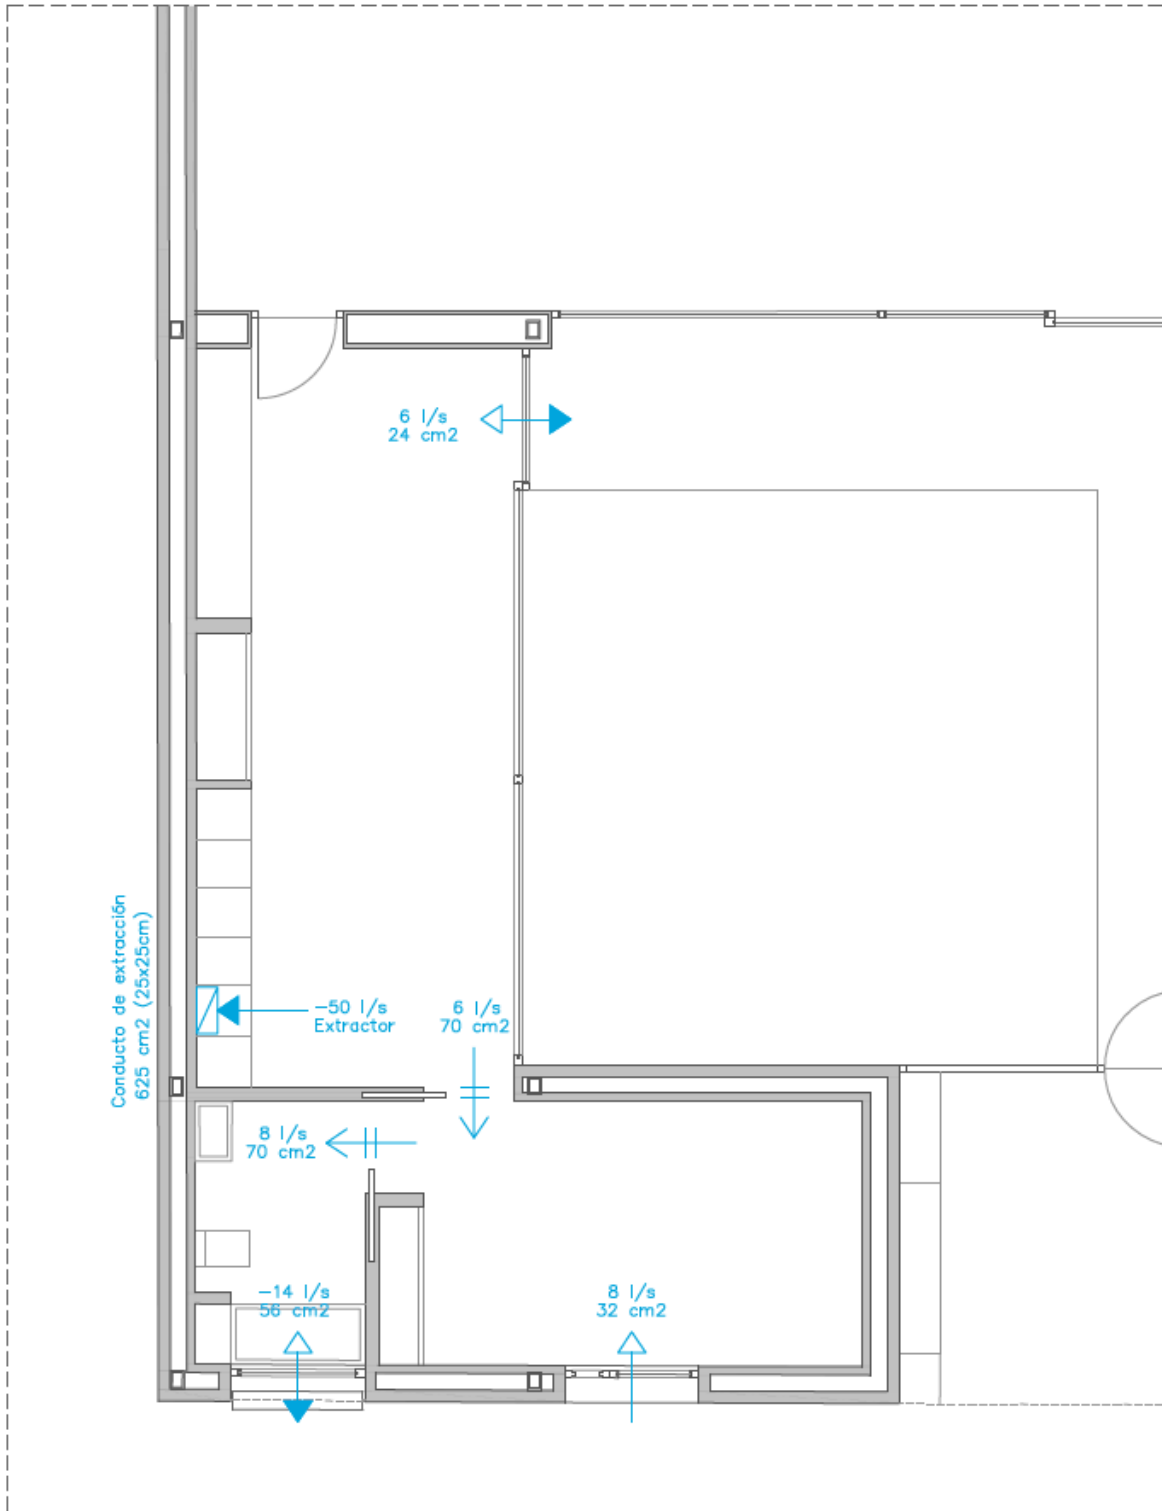 6 l/s
24 cm2
Conducto de extracción
625 cm2 (25x25cm)
-50 l/s
Extractor
6 l/s
70 cm2
8 l/s
70 cm2
-14 l/s
56 cm2
8 l/s
32 cm2